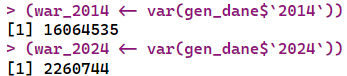 > (war_2014 <- var(gen_dane$`2014`))
[1] 16064535
> (war_2024 <- var(gen_dane$`2024`))
[1] 2260744